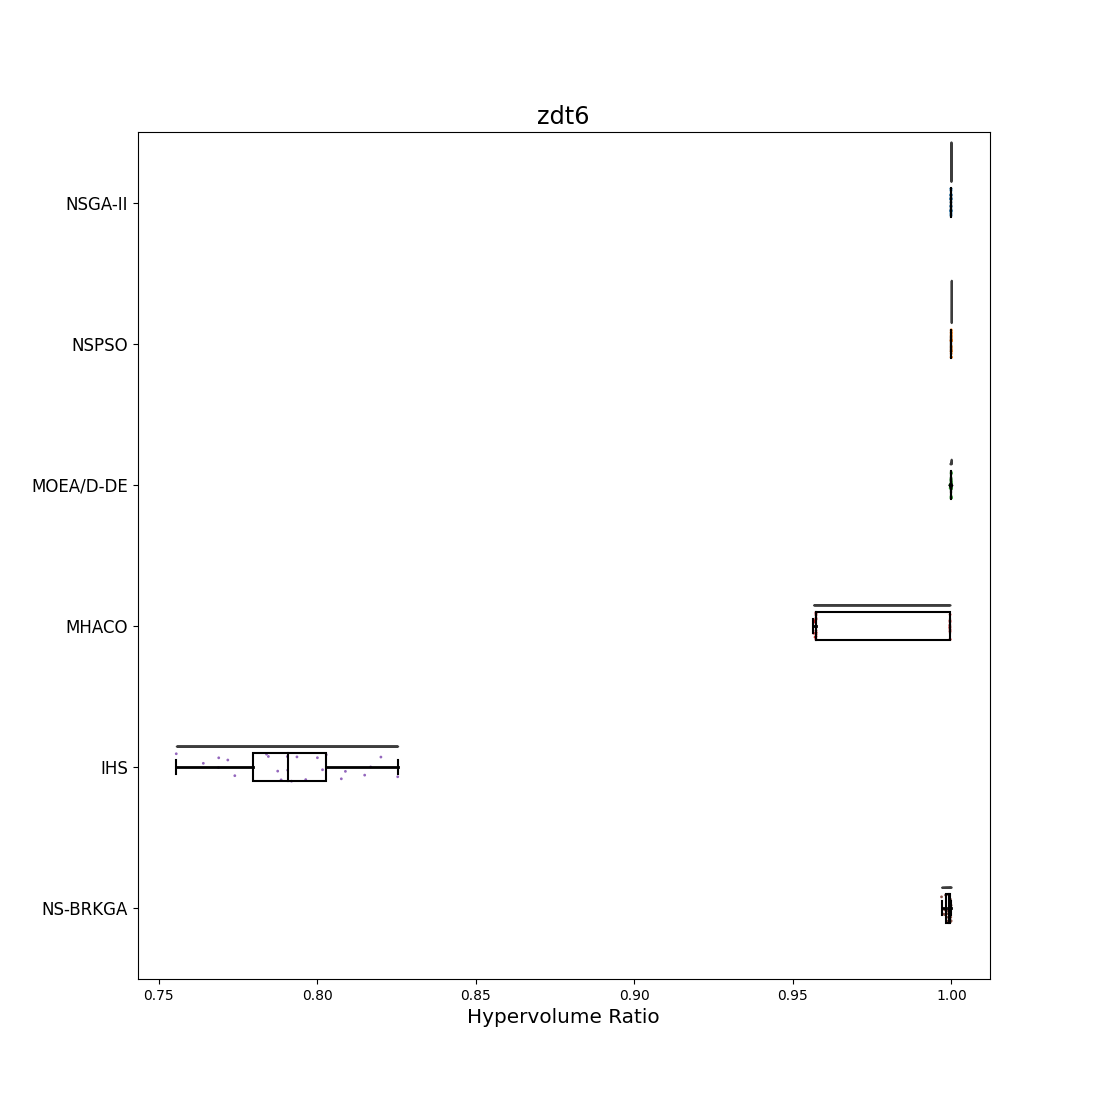 zdt6
NSGA-II
NSPSO
MOEA/D-DE
MHACO
IHS
NS-BRKGA
0.75 0.80 0.85 0.90 0.95 1.00
Hypervolume Ratio